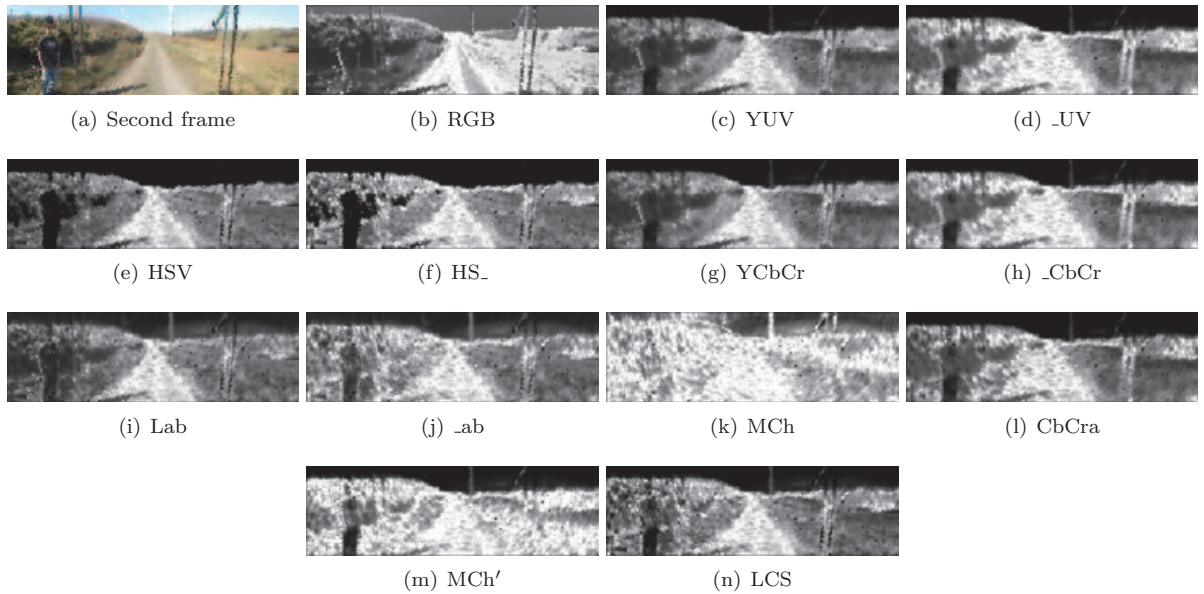 (a) Second frame
(b) RGB
(c) YUV
(d) _UV
(e) HSV
(f) HS_
(g) YCbCr
(h) _CbCr
(i) Lab
(j) _ab
(k) MCh
(l) CbCra
(m) MCh′
(n) LCS